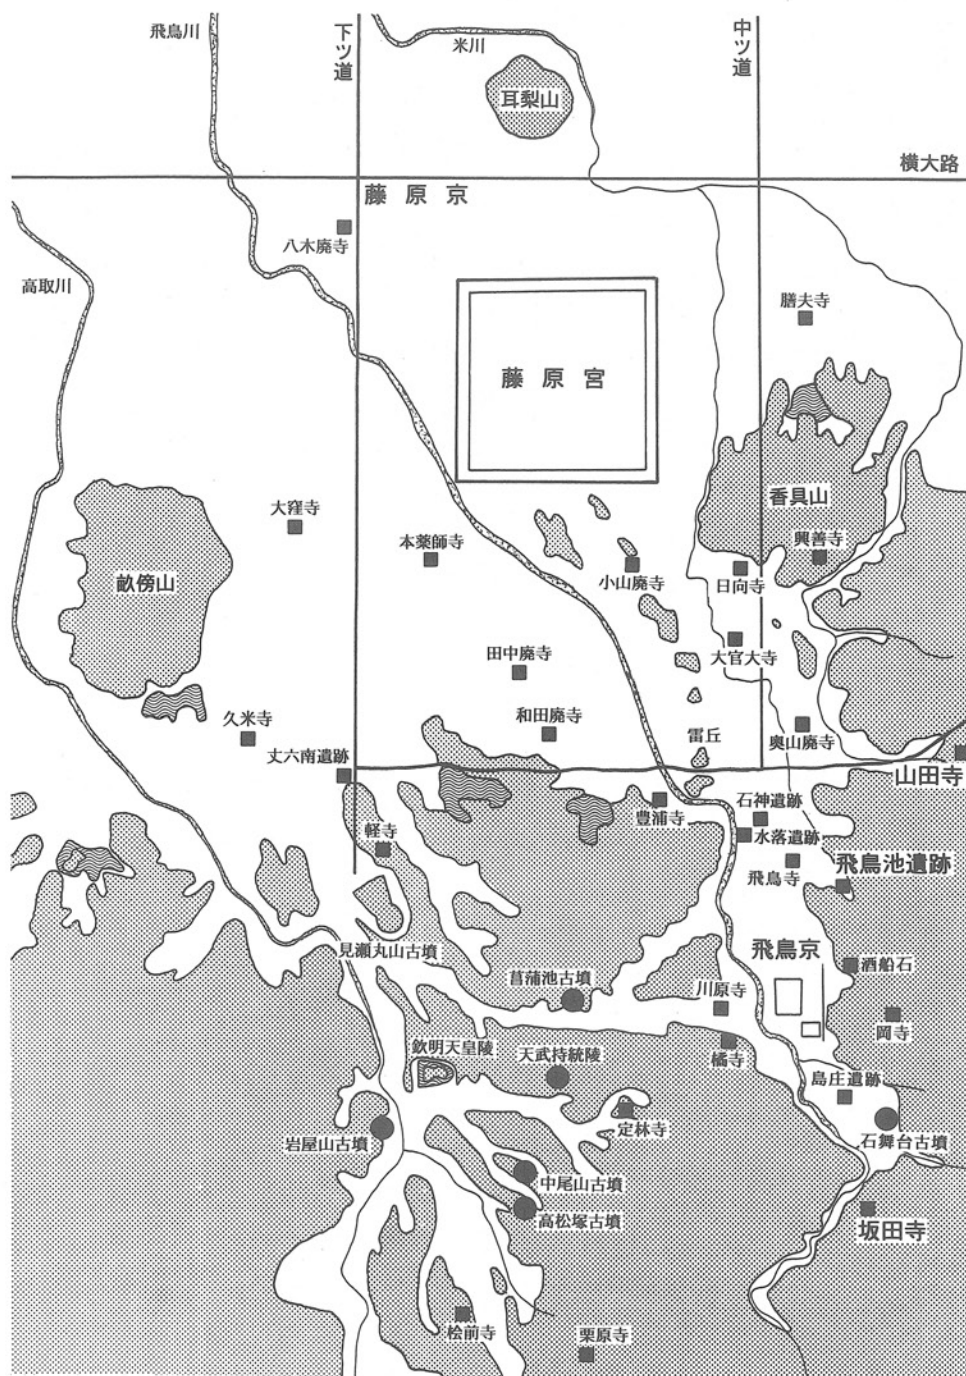 飛鳥川
下ツ道
米川
中ツ道
耳梨山
横大路
藤原京
八木廃寺
高取川
膳夫寺
藤原宮
香具山
大窪寺
本薬師寺
興善寺
小山廃寺
日向寺
畝傍山
大官大寺
田中廃寺
久米寺
和田廃寺
雷丘
奥山廃寺
丈六南遺跡
山田寺
石神遺跡
豊浦寺
水落遺跡
軽寺
飛鳥寺
飛鳥池遺跡
見瀬丸山古墳
飛鳥京
酒船石
菖蒲池古墳
川原寺
岡寺
欽明天皇陵
天武持統陵
橘寺
島庄遺跡
定林寺
岩屋山古墳
石舞台古墳
中尾山古墳
高松塚古墳
坂田寺
桧前寺
栗原寺